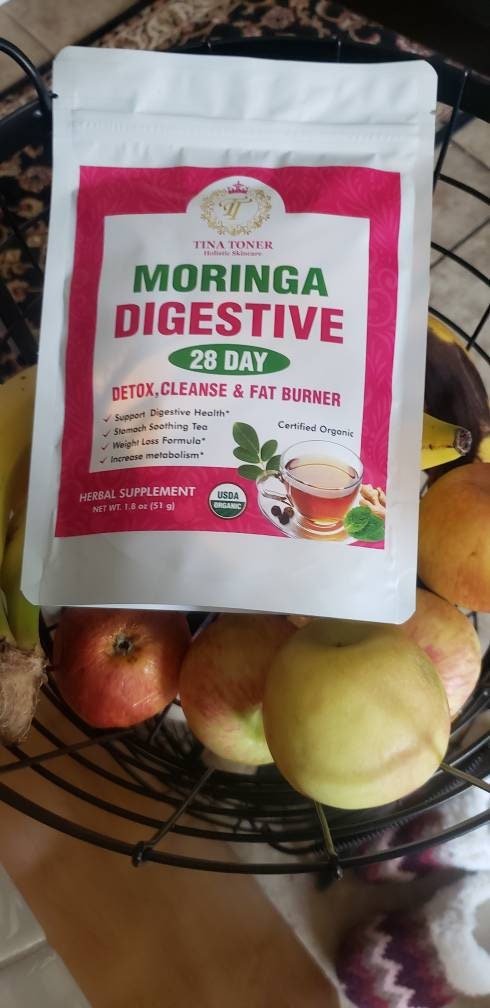 TT
TINA TONER
Holistic Skincare
MORINGA
DIGESTIVE
28 DAY
DETOX,CLEANSE & FAT BURNER
✓ Support Digestive Health*
✓ Stomach Soothing Tea
✓ Weight Loss Formula*
✓ Increase metabolism*
Certified Organic
HERBAL SUPPLEMENT
NET WT. 1.8 oz (51 g)
USDA
ORGANIC